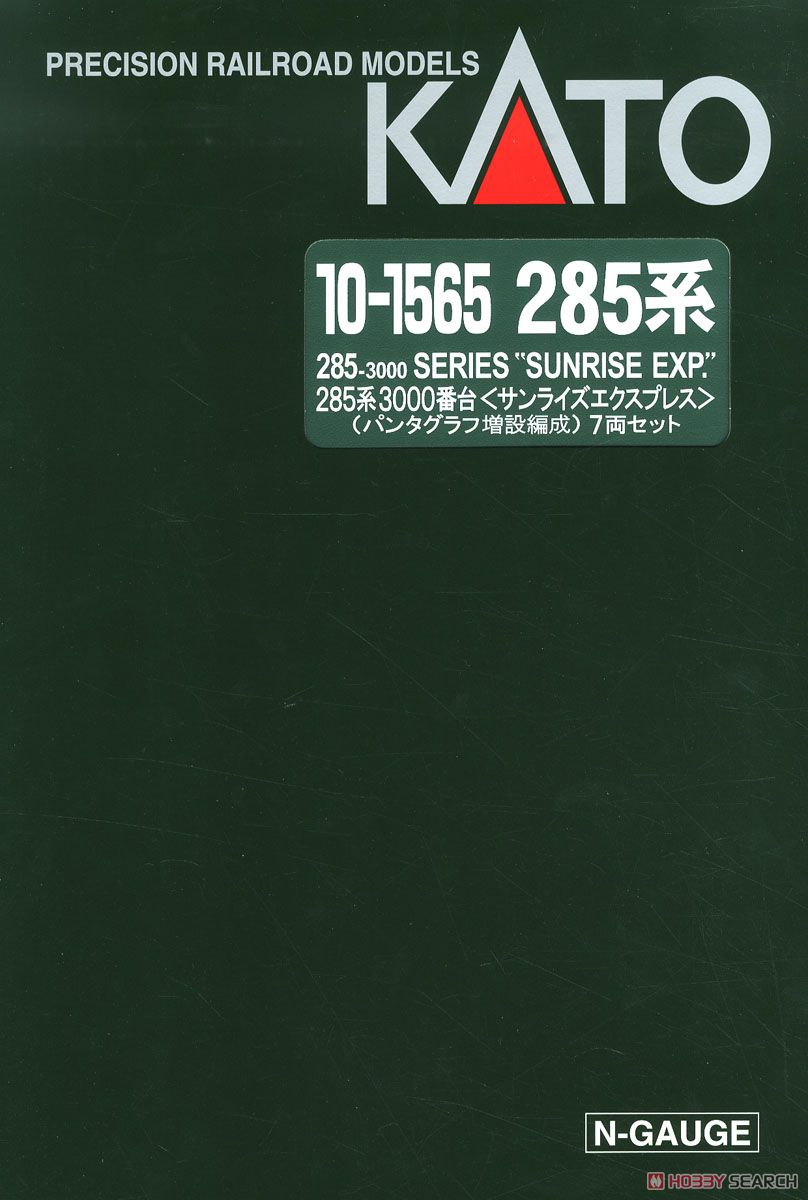 PRECISION RAILROAD MODELS
KATO
10-1565 285系
285-3000 SERIES "SUNRISE EXP."
285系3000番台<サンライズエクスプレス>
(パンタグラフ増設編成)7両セット
N-GAUGE
HOBBY SEARCH